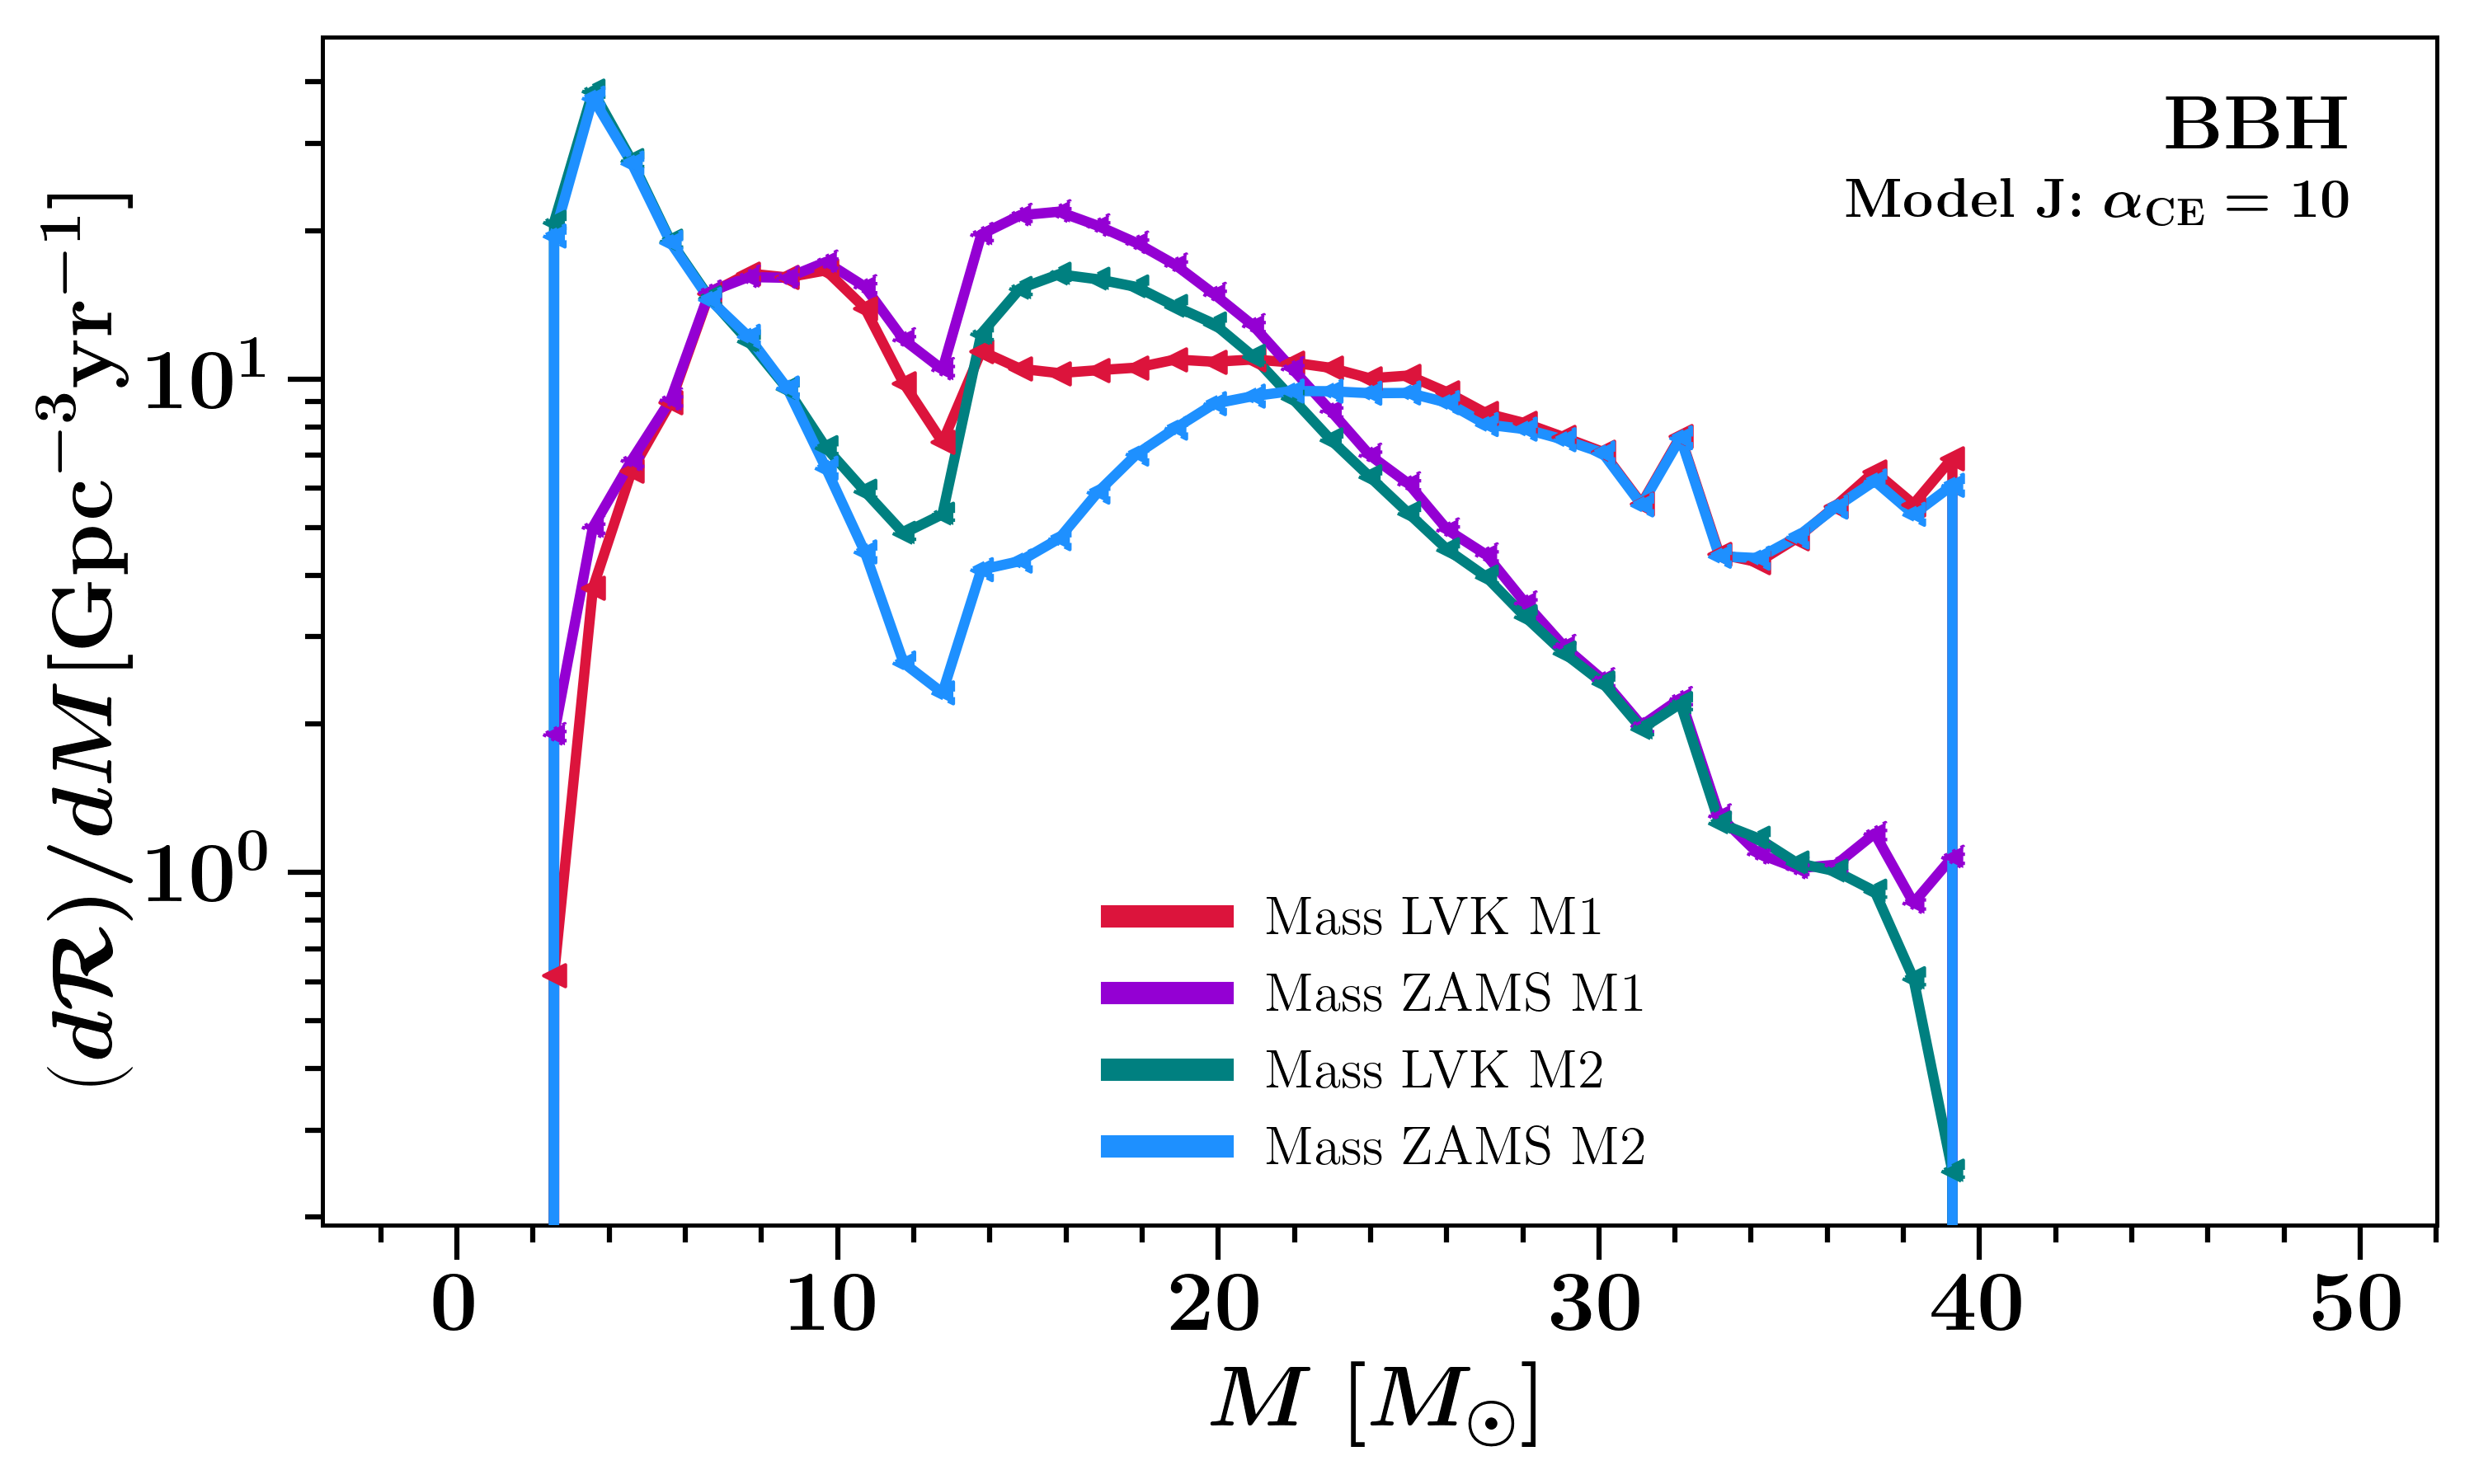 BBH
Model J: α_CE = 10
(dℛ)/dM[Gpc⁻³yr⁻¹]
10¹
10⁰
Mass LVK M1
Mass ZAMS M1
Mass LVK M2
Mass ZAMS M2
0 10 20 30 40 50
M [M⊙]